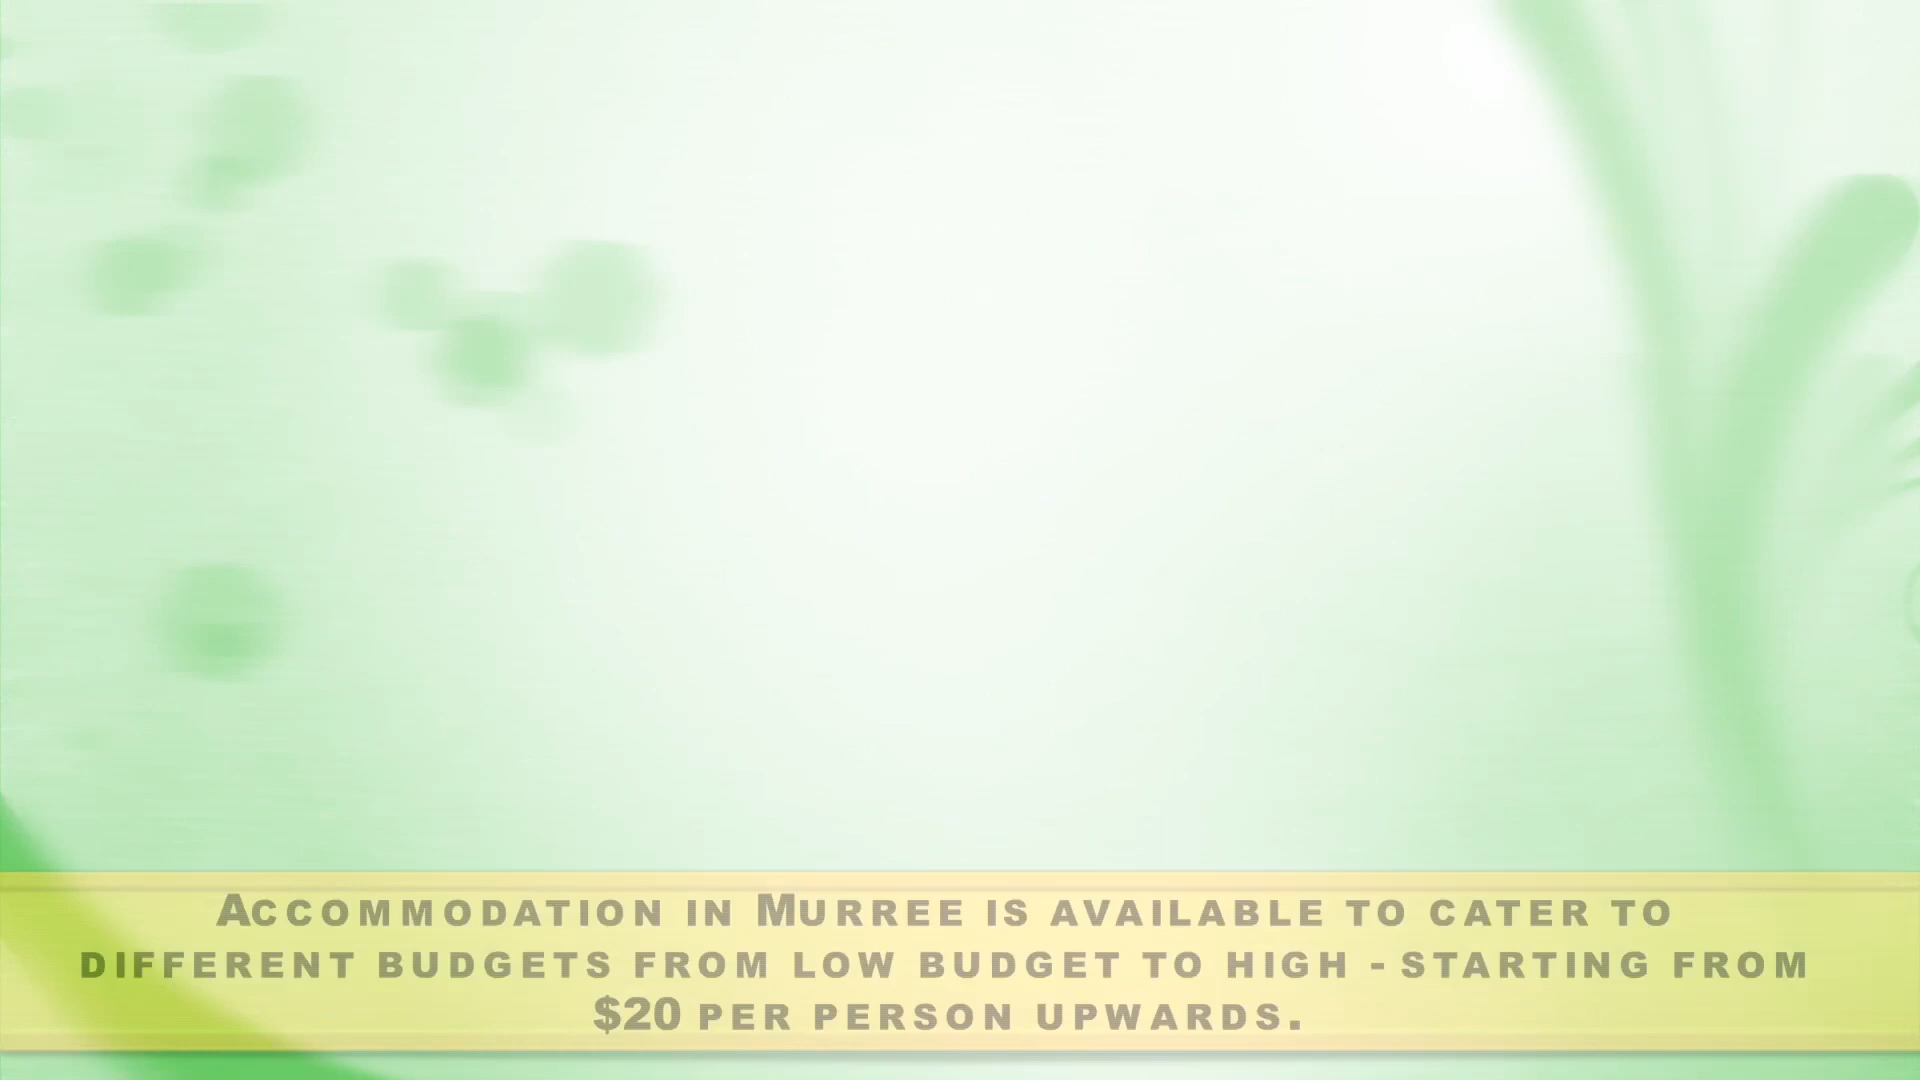 Accommodation in Murree is available to cater to
different budgets from low budget to high - starting from
$20 per person upwards.